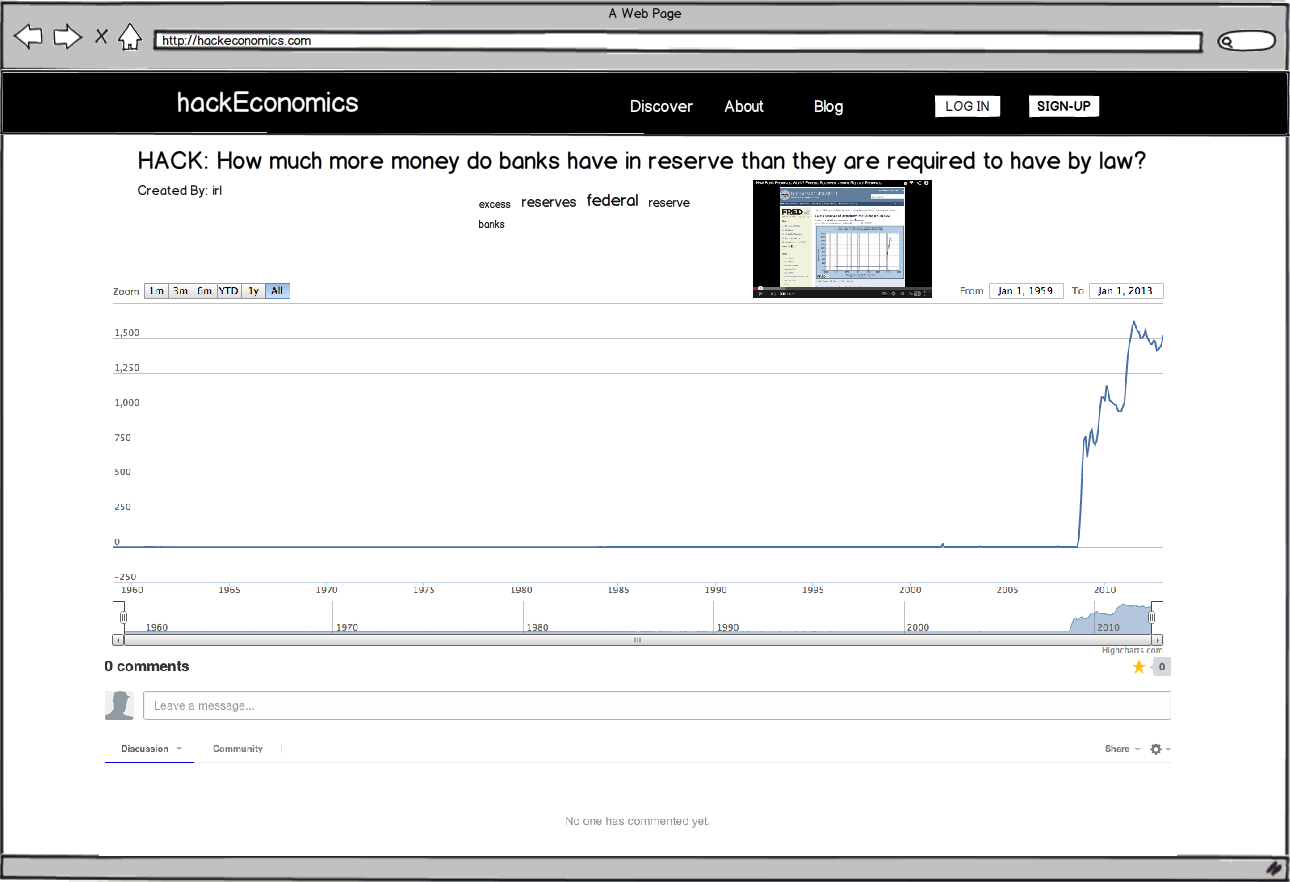 A Web Page
http://hackeconomics.com
hackEconomics
Discover About Blog LOG IN SIGN-UP
HACK: How much more money do banks have in reserve than they are required to have by law?
Created By: irl
excess reserves federal reserve
banks
FRED
Zoom 1m 3m 6m YTD 1y All
From Jan 1, 1959 To Jan 1, 2013
1,500
1,250
1,000
750
500
250
0
-250
1960 1965 1970 1975 1980 1985 1990 1995 2000 2005 2010
1960 1970 1980 1990 2000 2010
Highcharts.com
0 comments
0
Leave a message...
Discussion Community Share
No one has commented yet.